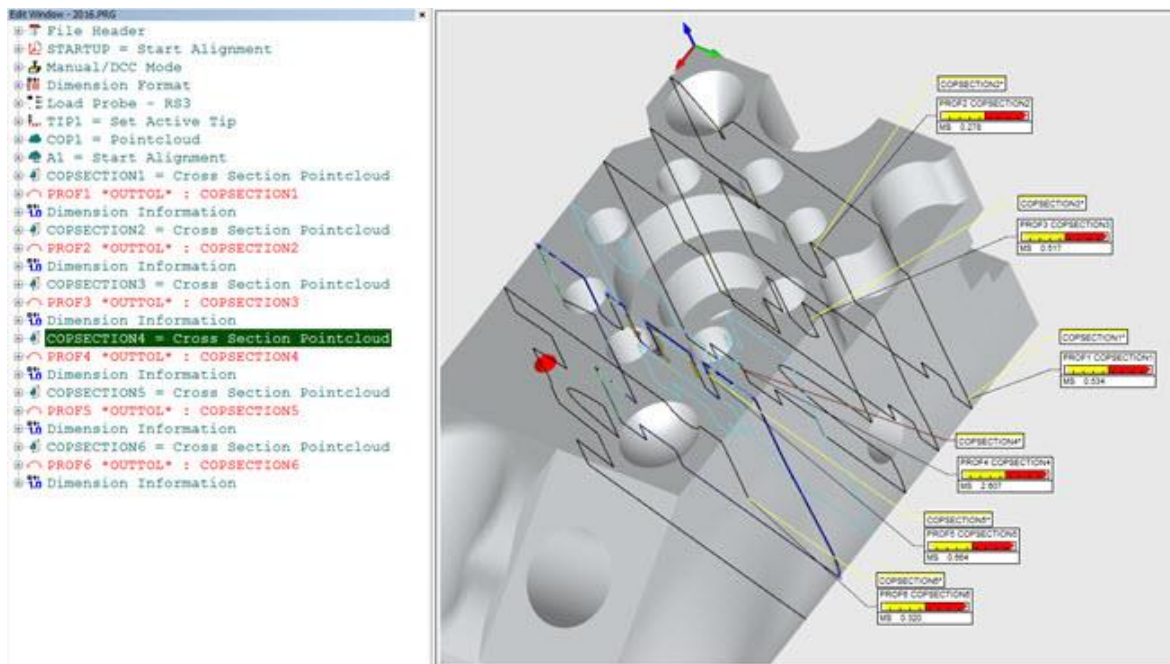 Edit Window - 2016.PRG
File Header
STARTUP = Start Alignment
Manual/DCC Mode
Dimension Format
Load Probe - RS3
TIP1 = Set Active Tip
COP1 = Pointcloud
A1 = Start Alignment
COPSECTION1 = Cross Section Pointcloud
PROF1 *OUTTOL* : COPSECTION1
Dimension Information
COPSECTION2 = Cross Section Pointcloud
PROF2 *OUTTOL* : COPSECTION2
Dimension Information
COPSECTION3 = Cross Section Pointcloud
PROF3 *OUTTOL* : COPSECTION3
Dimension Information
COPSECTION4 = Cross Section Pointcloud
PROF4 *OUTTOL* : COPSECTION4
Dimension Information
COPSECTION5 = Cross Section Pointcloud
PROF5 *OUTTOL* : COPSECTION5
Dimension Information
COPSECTION6 = Cross Section Pointcloud
PROF6 *OUTTOL* : COPSECTION6
Dimension Information
COPSECTION2*
PROF2 COPSECTION2
MS 0.278
COPSECTION3*
PROF3 COPSECTION3
MS 0.517
COPSECTION1*
PROF1 COPSECTION1
MS 0.534
COPSECTION4*
PROF4 COPSECTION4
MS 2.607
COPSECTION5*
PROF5 COPSECTION5
MS 0.664
COPSECTION6*
PROF6 COPSECTION6
MS 0.320